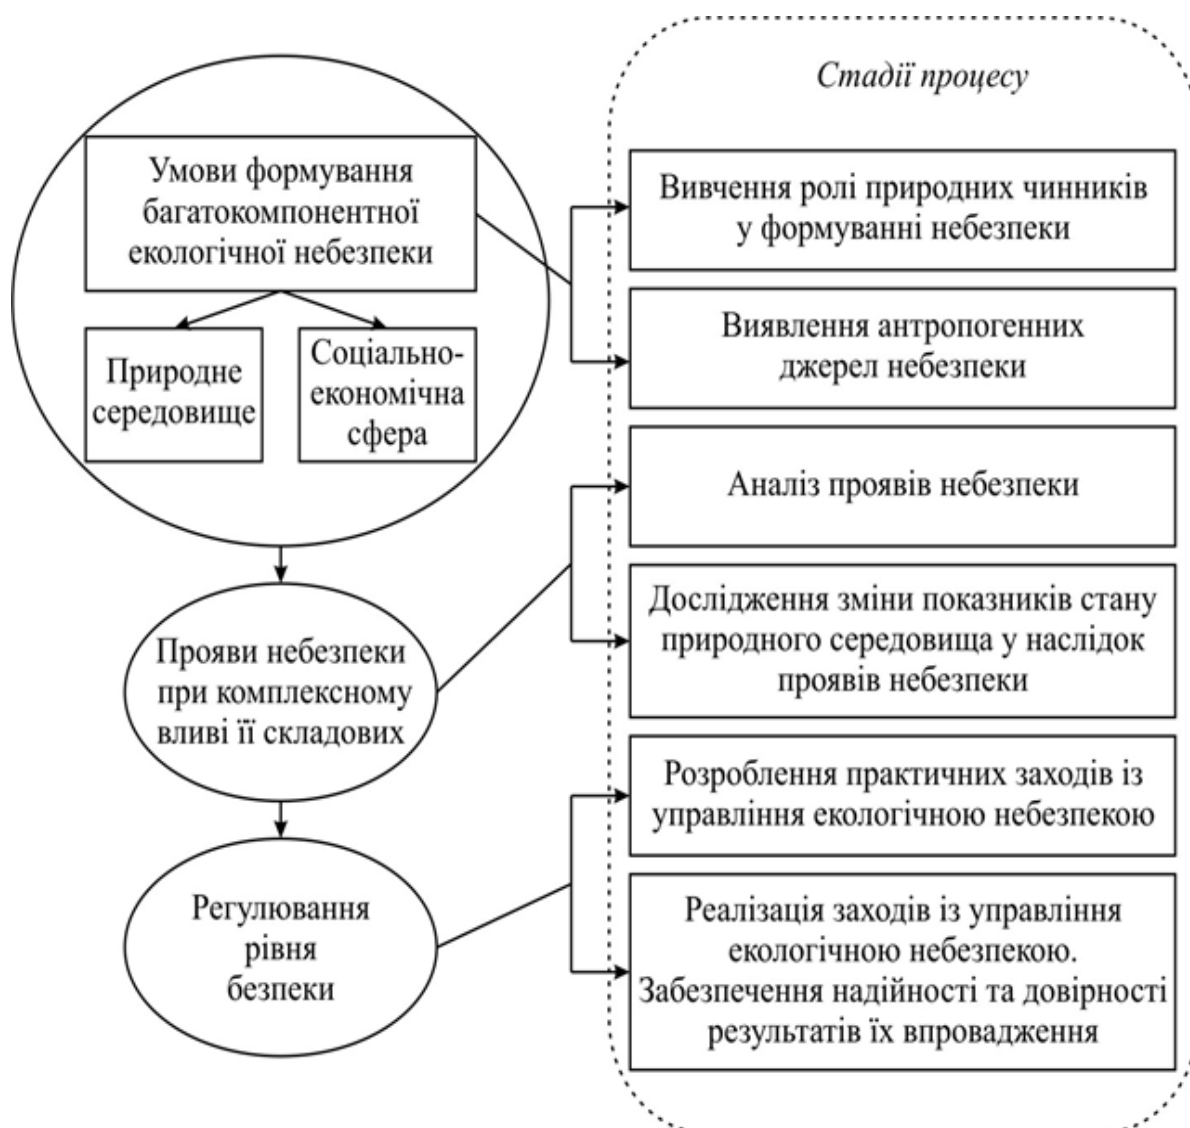 Стадії процесу
Умови формування
багатокомпонентної
екологічної небезпеки
Природне
середовище
Соціально-
економічна
сфера
Прояви небезпеки
при комплексному
вливі її складових
Регулювання
рівня
безпеки
Вивчення ролі природних чинників
у формуванні небезпеки
Виявлення антропогенних
джерел небезпеки
Аналіз проявів небезпеки
Дослідження зміни показників стану
природного середовища у наслідок
проявів небезпеки
Розроблення практичних заходів із
управління екологічною небезпекою
Реалізація заходів із управління
екологічною небезпекою.
Забезпечення надійності та довірності
результатів їх впровадження